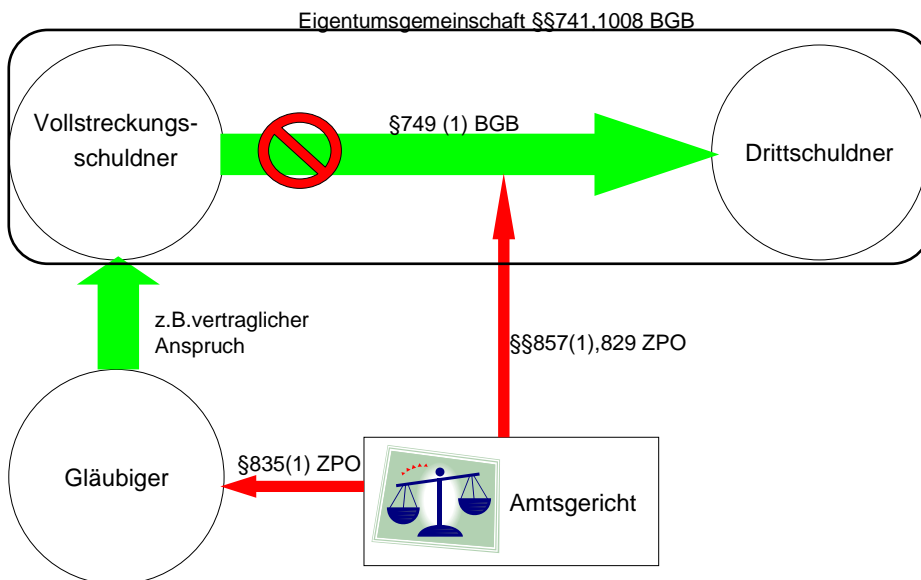 Eigentumsgemeinschaft §§741,1008 BGB
Vollstreckungs-
schuldner
§749 (1) BGB
Drittschuldner
z.B.vertraglicher
Anspruch
§§857(1),829 ZPO
Gläubiger
§835(1) ZPO
Amtsgericht